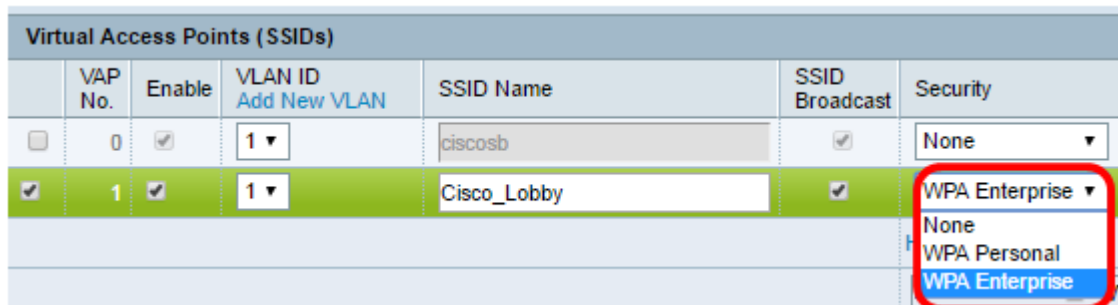 Virtual Access Points (SSIDs)
VAP No. Enable VLAN ID Add New VLAN SSID Name SSID Broadcast Security
0 1 ciscosb None
1 1 Cisco_Lobby WPA Enterprise
None
WPA Personal
WPA Enterprise